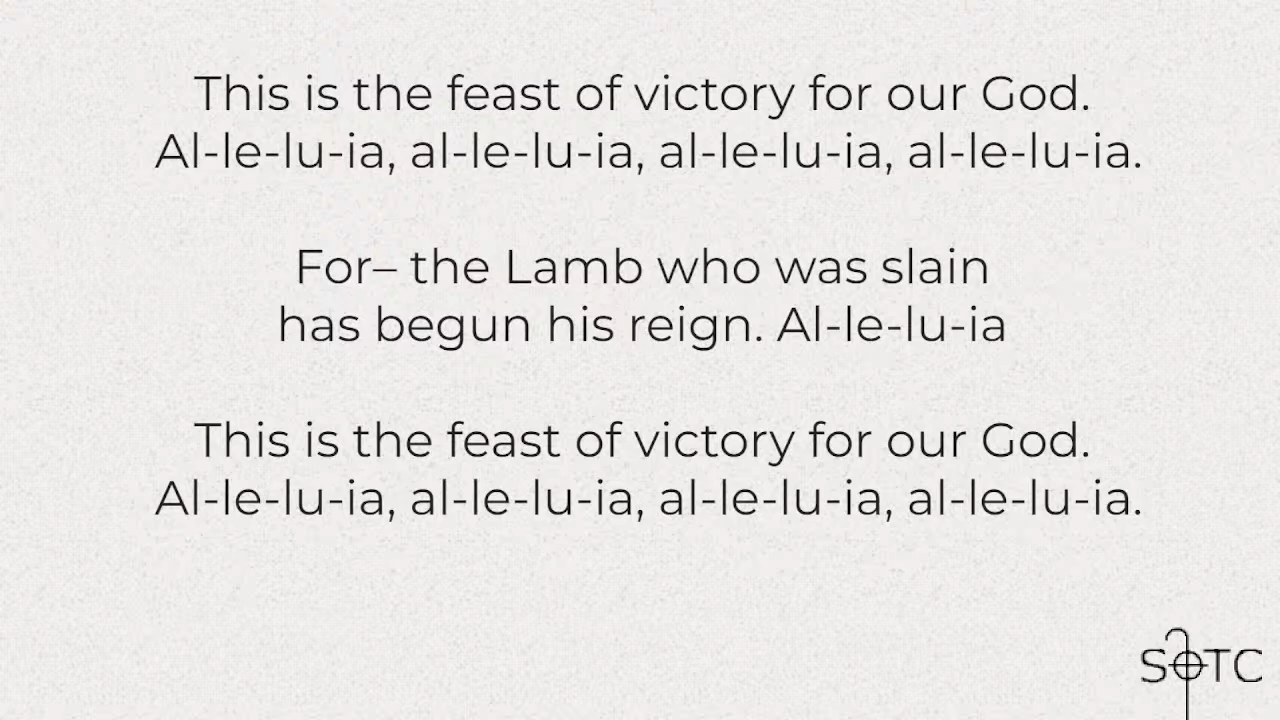 This is the feast of victory for our God.
Al-le-lu-ia, al-le-lu-ia, al-le-lu-ia, al-le-lu-ia.
For– the Lamb who was slain
has begun his reign. Al-le-lu-ia
This is the feast of victory for our God.
Al-le-lu-ia, al-le-lu-ia, al-le-lu-ia, al-le-lu-ia.
SOTC